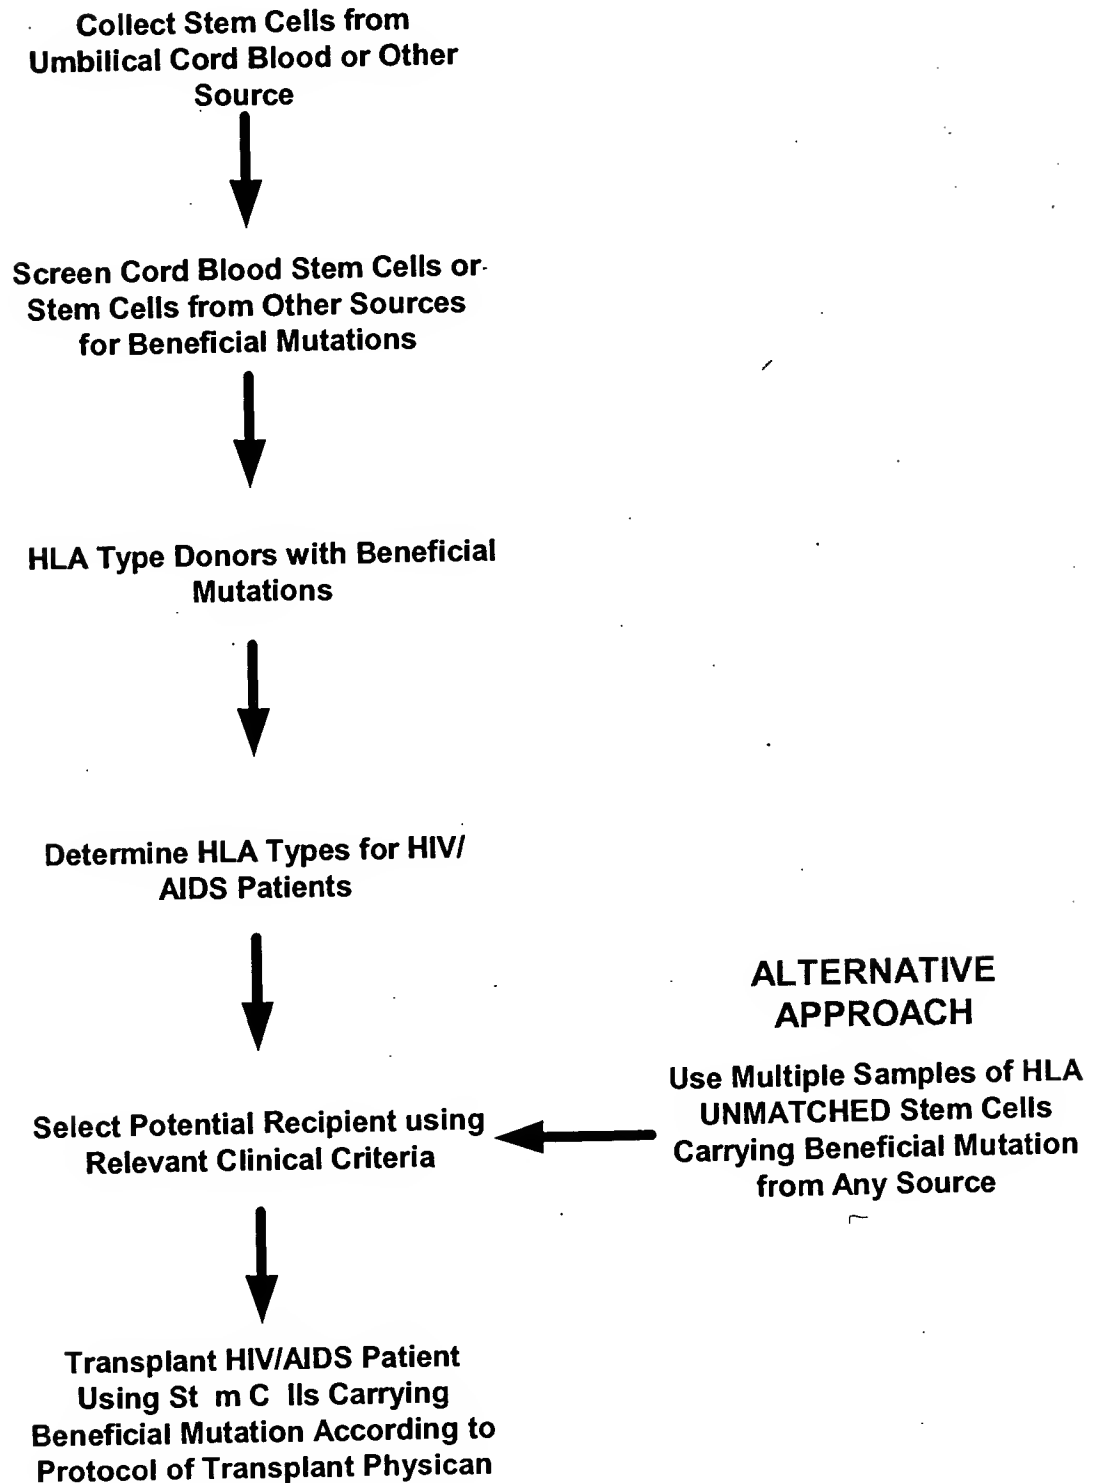 Collect Stem Cells from
Umbilical Cord Blood or Other
Source
Screen Cord Blood Stem Cells or
Stem Cells from Other Sources
for Beneficial Mutations
HLA Type Donors with Beneficial
Mutations
Determine HLA Types for HIV/
AIDS Patients
ALTERNATIVE
APPROACH
Use Multiple Samples of HLA
UNMATCHED Stem Cells
Carrying Beneficial Mutation
from Any Source
Select Potential Recipient using
Relevant Clinical Criteria
Transplant HIV/AIDS Patient
Using St m C lls Carrying
Beneficial Mutation According to
Protocol of Transplant Physican